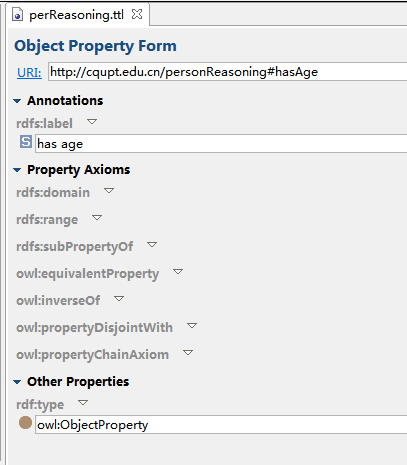 perReasoning.ttl
Object Property Form
URI: http://cqupt.edu.cn/personReasoning#hasAge
Annotations
rdfs:label
S has age
Property Axioms
rdfs:domain
rdfs:range
rdfs:subPropertyOf
owl:equivalentProperty
owl:inverseOf
owl:propertyDisjointWith
owl:propertyChainAxiom
Other Properties
rdf:type
owl:ObjectProperty